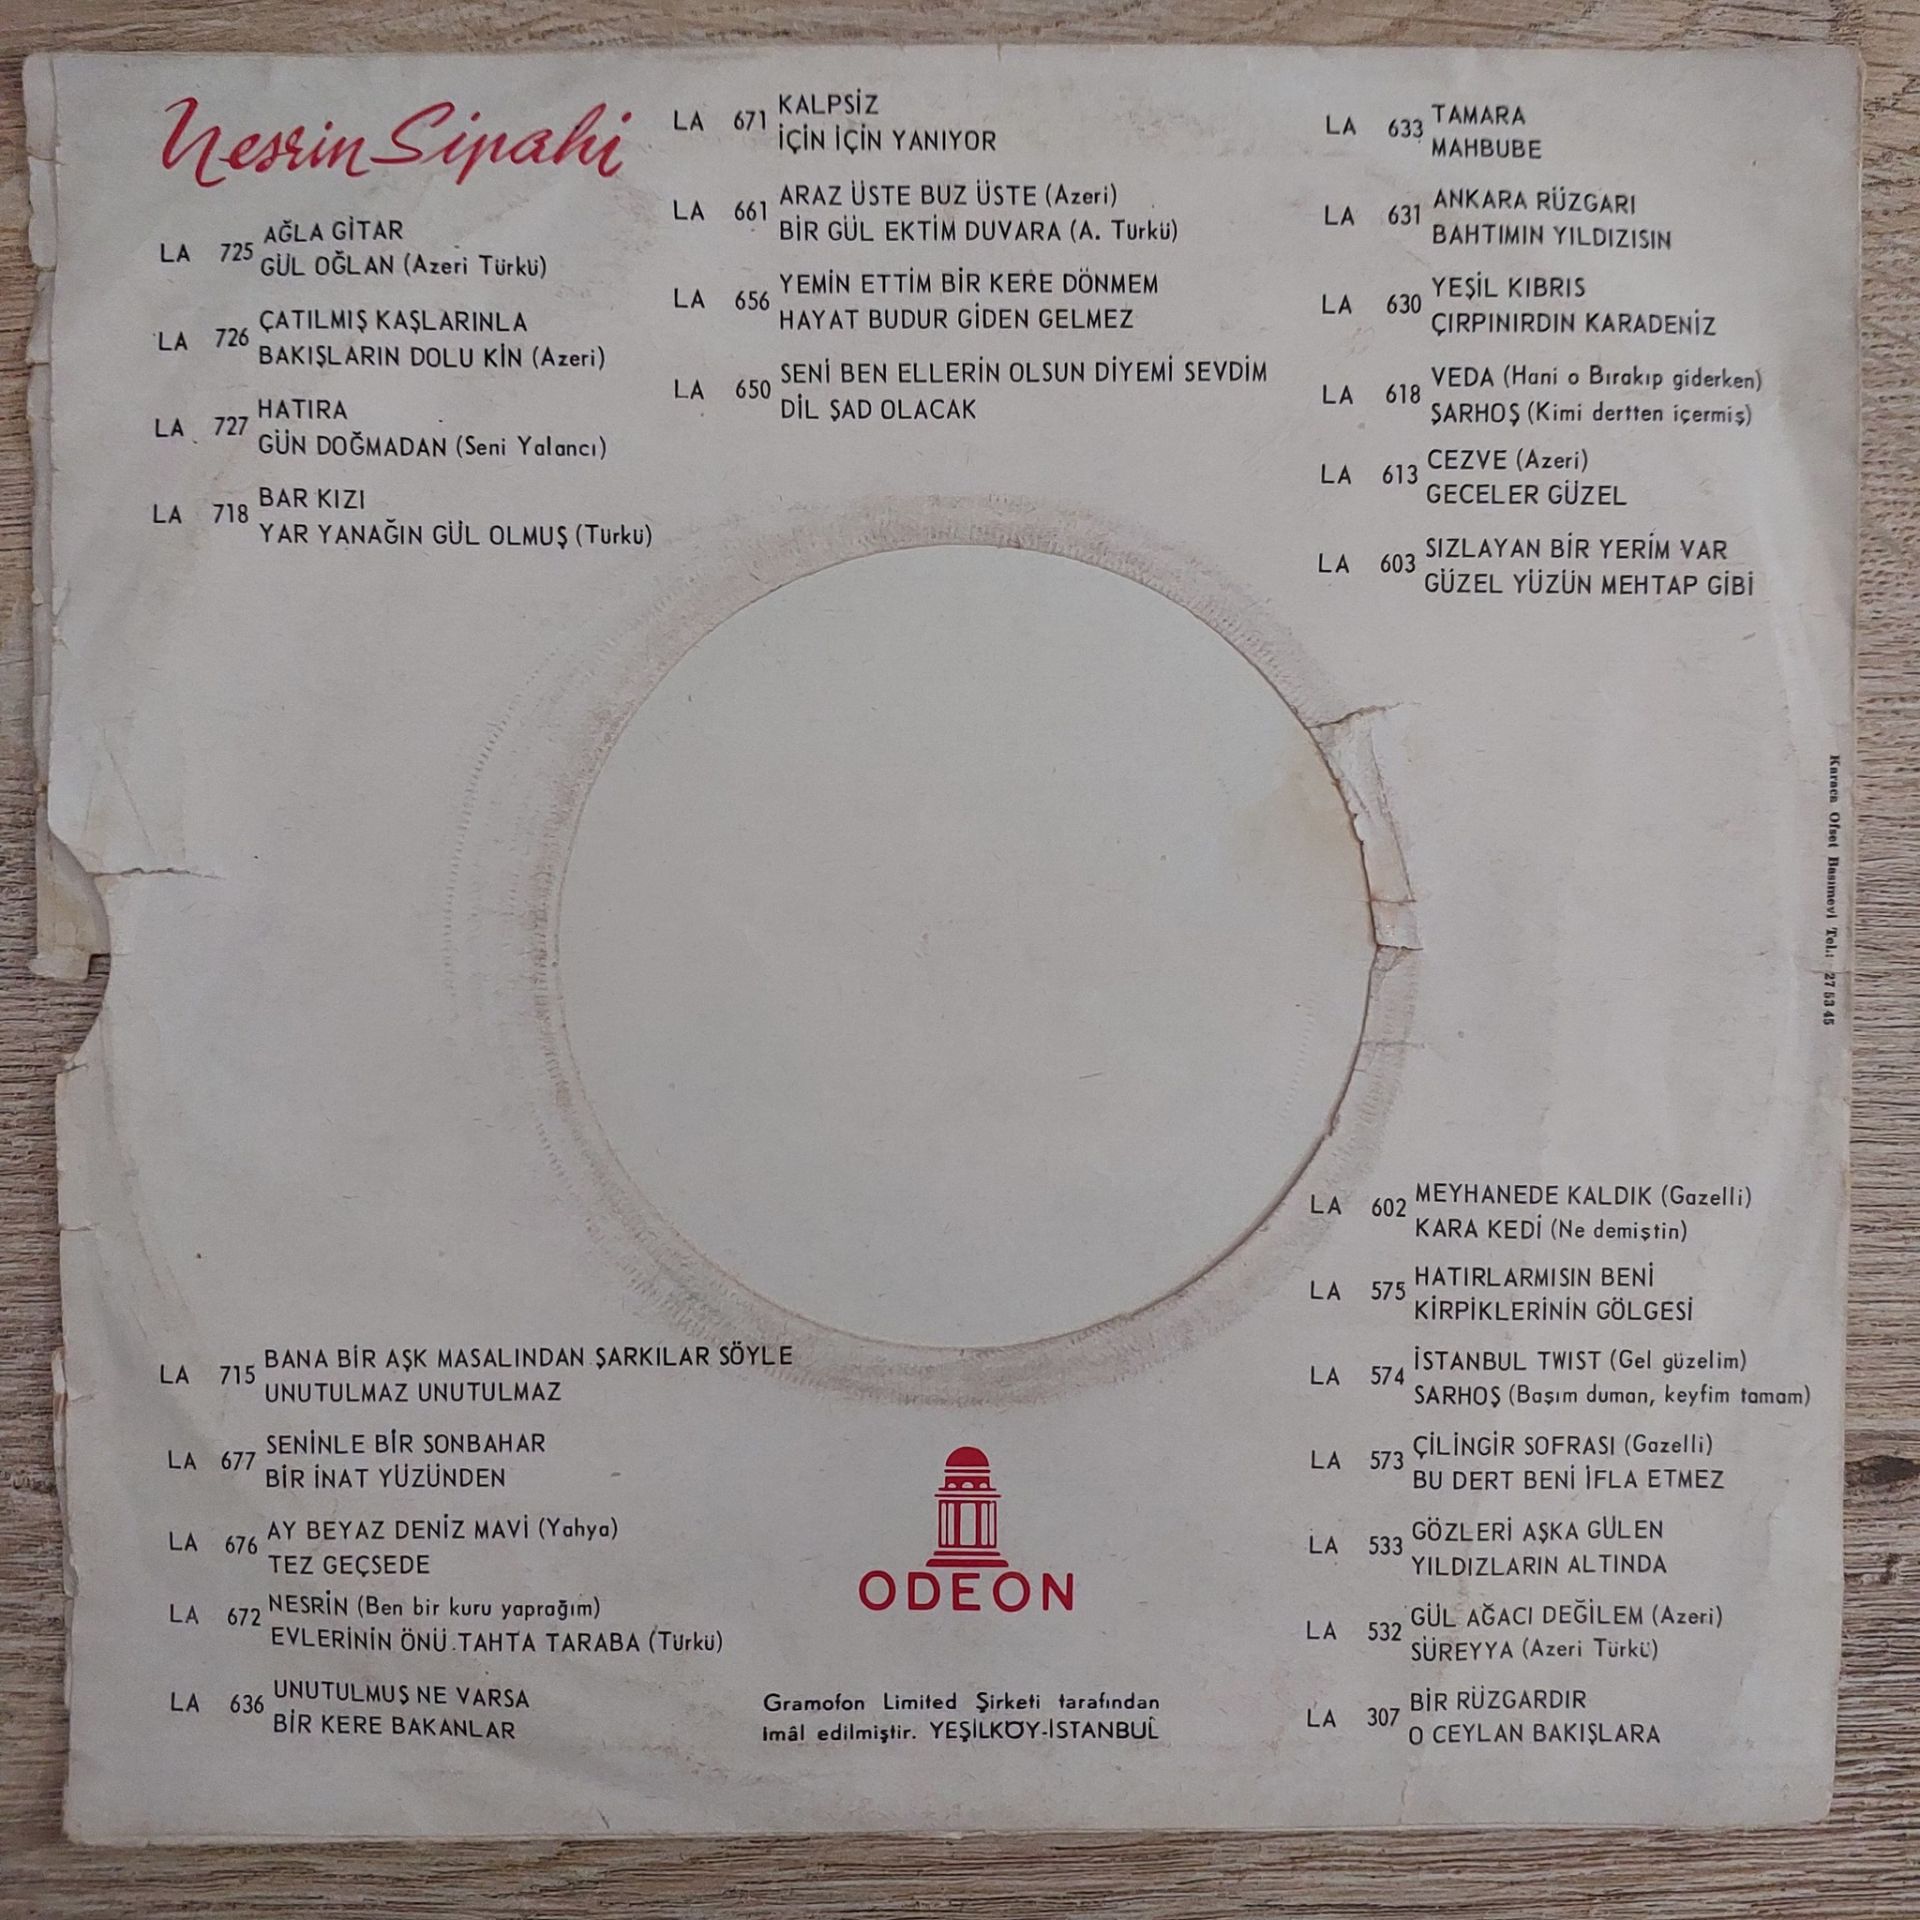 Nesrin Sipahi
LA 725 AĞLA GİTAR
GÜL OĞLAN (Azeri Türkü)
LA 726 ÇATILMIŞ KAŞLARINLA
BAKIŞLARIN DOLU KİN (Azeri)
LA 727 HATIRA
GÜN DOĞMADAN (Seni Yalancı)
LA 718 BAR KIZI
YAR YANAĞIN GÜL OLMUŞ (Türkü)
LA 715 BANA BİR AŞK MASALINDAN ŞARKILAR SÖYLE
UNUTULMAZ UNUTULMAZ
LA 677 SENİNLE BİR SONBAHAR
BİR İNAT YÜZÜNDEN
LA 676 AY BEYAZ DENİZ MAVİ (Yahya)
TEZ GEÇSEDE
LA 672 NESRİN (Ben bir kuru yaprağım)
EVLERİNİN ÖNÜ TAHTA TARABA (Türkü)
LA 636 UNUTULMUŞ NE VARSA
BİR KERE BAKANLAR
LA 671 KALPSİZ
İÇİN İÇİN YANIYOR
LA 661 ARAZ ÜSTE BUZ ÜSTE (Azeri)
BİR GÜL EKTİM DUVARA (A. Türkü)
LA 656 YEMİN ETTİM BİR KERE DÖNMEM
HAYAT BUDUR GİDEN GELMEZ
LA 650 SENİ BEN ELLERİN OLSUN DİYEMİ SEVDİM
DİL ŞAD OLACAK
ODEON
Gramofon Limited Şirketi tarafından
imâl edilmiştir. YEŞİLKÖY-İSTANBUL
LA 633 TAMARA
MAHBUBE
LA 631 ANKARA RÜZGARI
BAHTIMIN YILDIZISIN
LA 630 YEŞİL KIBRIS
ÇIRPINIRDIN KARADENİZ
LA 618 VEDA (Hani o Bırakıp giderken)
ŞARHOŞ (Kimi dertten içermiş)
LA 613 CEZVE (Azeri)
GECELER GÜZEL
LA 603 SIZLAYAN BİR YERİM VAR
GÜZEL YÜZÜN MEHTAP GİBİ
LA 602 MEYHANEDE KALDIK (Gazelli)
KARA KEDİ (Ne demiştin)
LA 575 HATIRLARMISIN BENİ
KİRPİKLERİNİN GÖLGESİ
LA 574 İSTANBUL TWIST (Gel güzelim)
SARHOŞ (Başım duman, keyfim tamam)
LA 573 ÇİLİNGİR SOFRASI (Gazelli)
BU DERT BENİ İFLA ETMEZ
LA 533 GÖZLERİ AŞKA GÜLEN
YILDIZLARIN ALTINDA
LA 532 GÜL AĞACI DEĞİLEM (Azeri)
SÜREYYA (Azeri Türkü)
LA 307 BİR RÜZGARDIR
O CEYLAN BAKIŞLARA
Karaca Ofset Basımevi Tel.: 27 53 45